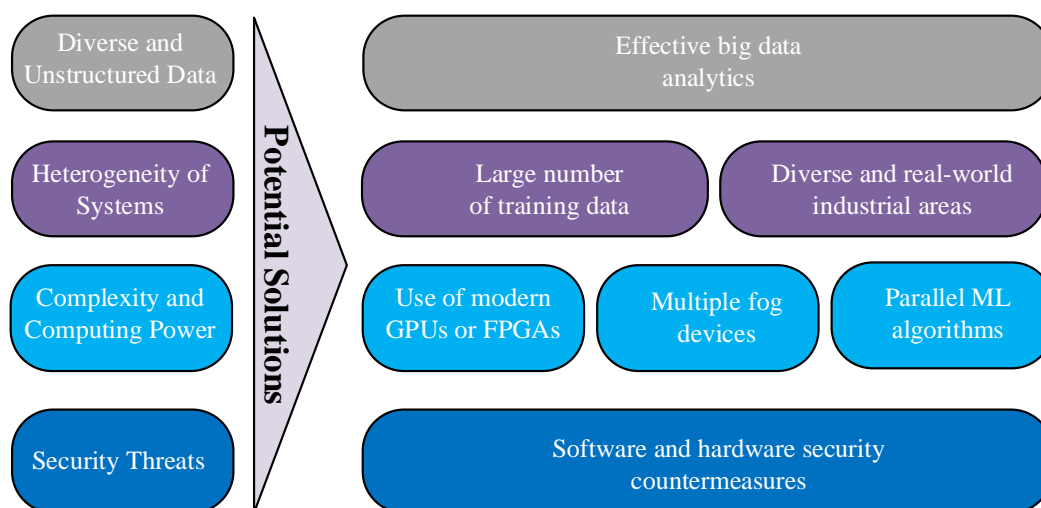 Diverse and
Unstructured Data
Effective big data
analytics
Heterogeneity of
Systems
Large number
of training data
Diverse and real-world
industrial areas
Potential Solutions
Complexity and
Computing Power
Use of modern
GPUs or FPGAs
Multiple fog
devices
Parallel ML
algorithms
Security Threats
Software and hardware security
countermeasures